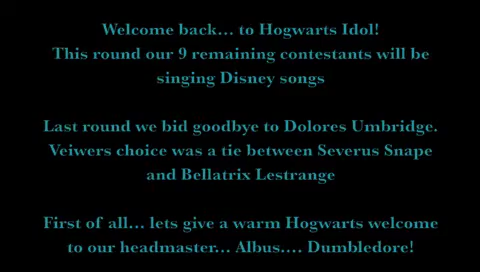 Welcome back... to Hogwarts Idol!
This round our 9 remaining contestants will be
singing Disney songs
Last round we bid goodbye to Dolores Umbridge.
Veiwers choice was a tie between Severus Snape
and Bellatrix Lestrange
First of all... lets give a warm Hogwarts welcome
to our headmaster... Albus.... Dumbledore!